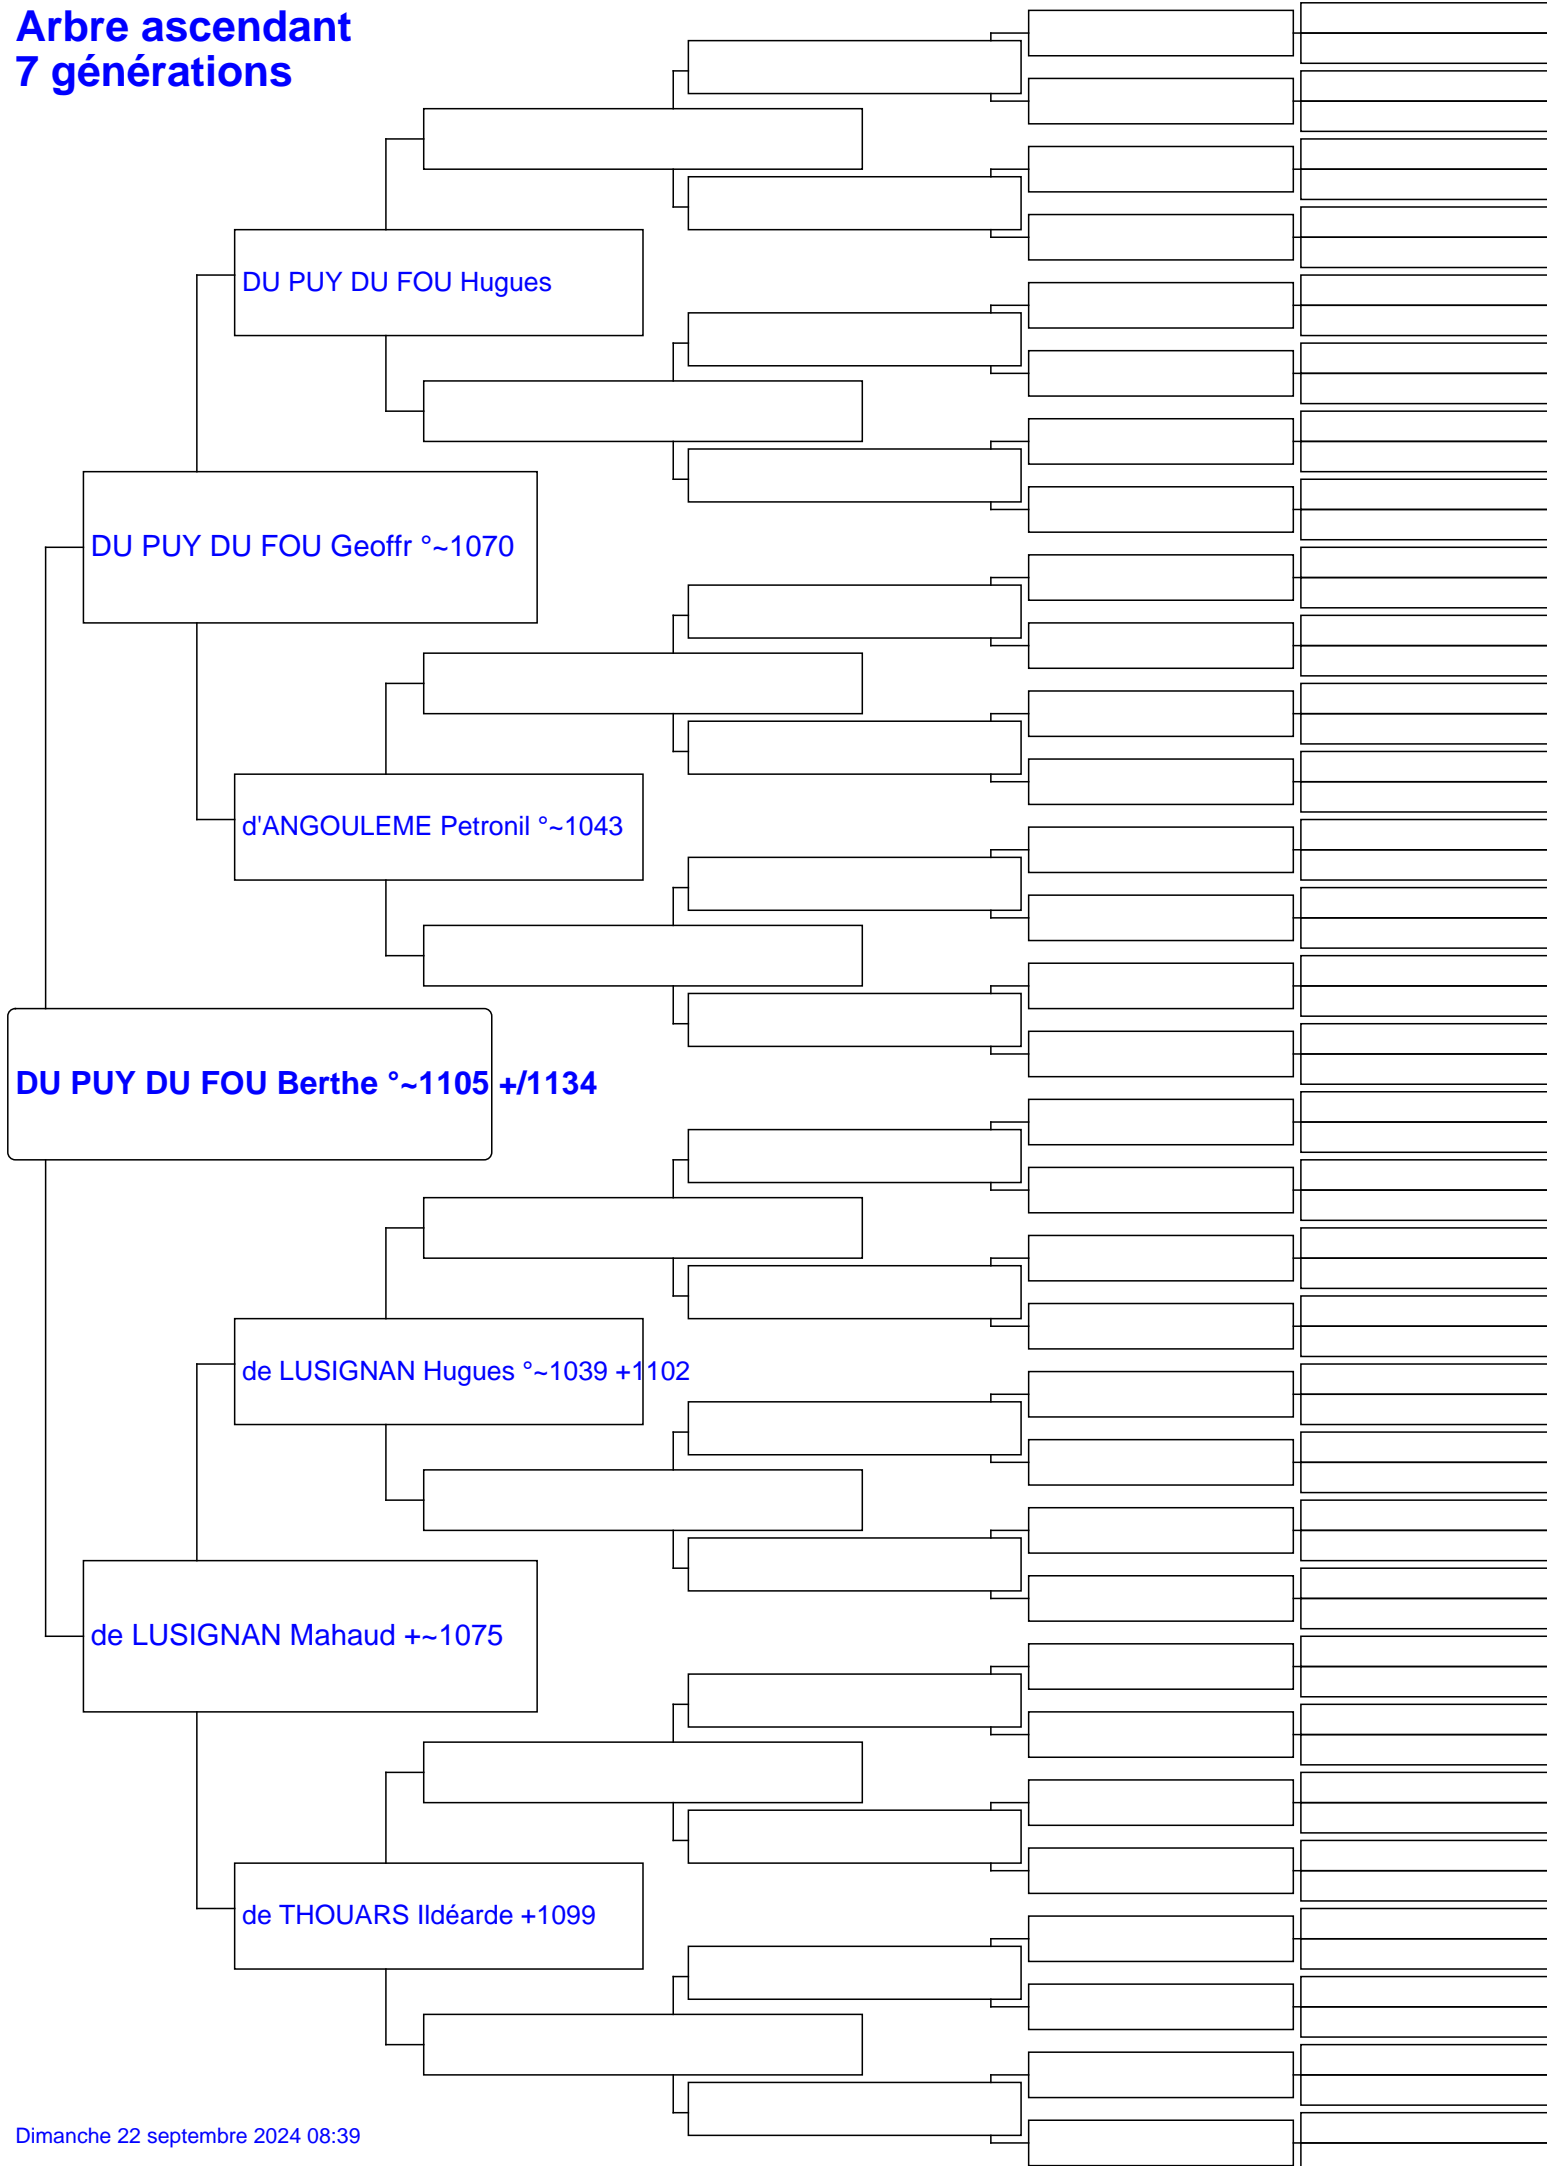 Arbre ascendant
7 générations
DU PUY DU FOU Hugues
DU PUY DU FOU Geoffr °~1070
d'ANGOULEME Petronil °~1043
DU PUY DU FOU Berthe °~1105 +/1134
de LUSIGNAN Hugues °~1039 +1102
de LUSIGNAN Mahaud +~1075
de THOUARS Ildéarde +1099
Dimanche 22 septembre 2024 08:39